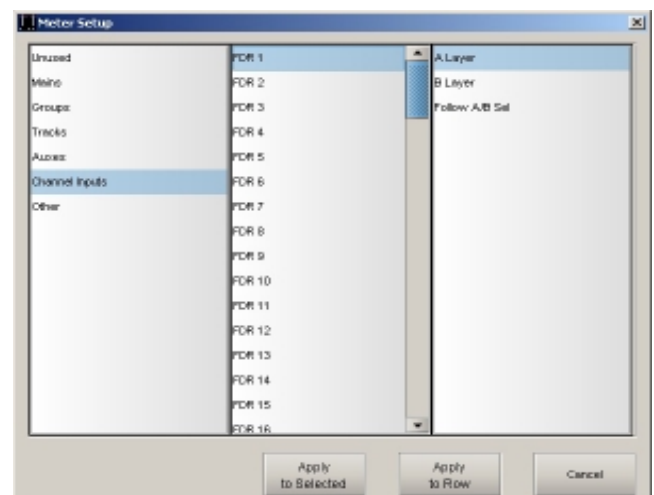 Meter Setup
Unused
Mains
Groups
Tracks
Auxes
Channel Inputs
Other
FDR 1
FDR 2
FDR 3
FDR 4
FDR 5
FDR 6
FDR 7
FDR 8
FDR 9
FDR 10
FDR 11
FDR 12
FDR 13
FDR 14
FDR 15
FDR 16
A Layer
B Layer
Follow A/B Sel
Apply
to Selected
Apply
to Row
Cancel